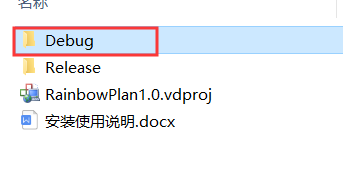 名称
Debug
Release
RainbowPlan1.0.vdproj
安装使用说明.docx